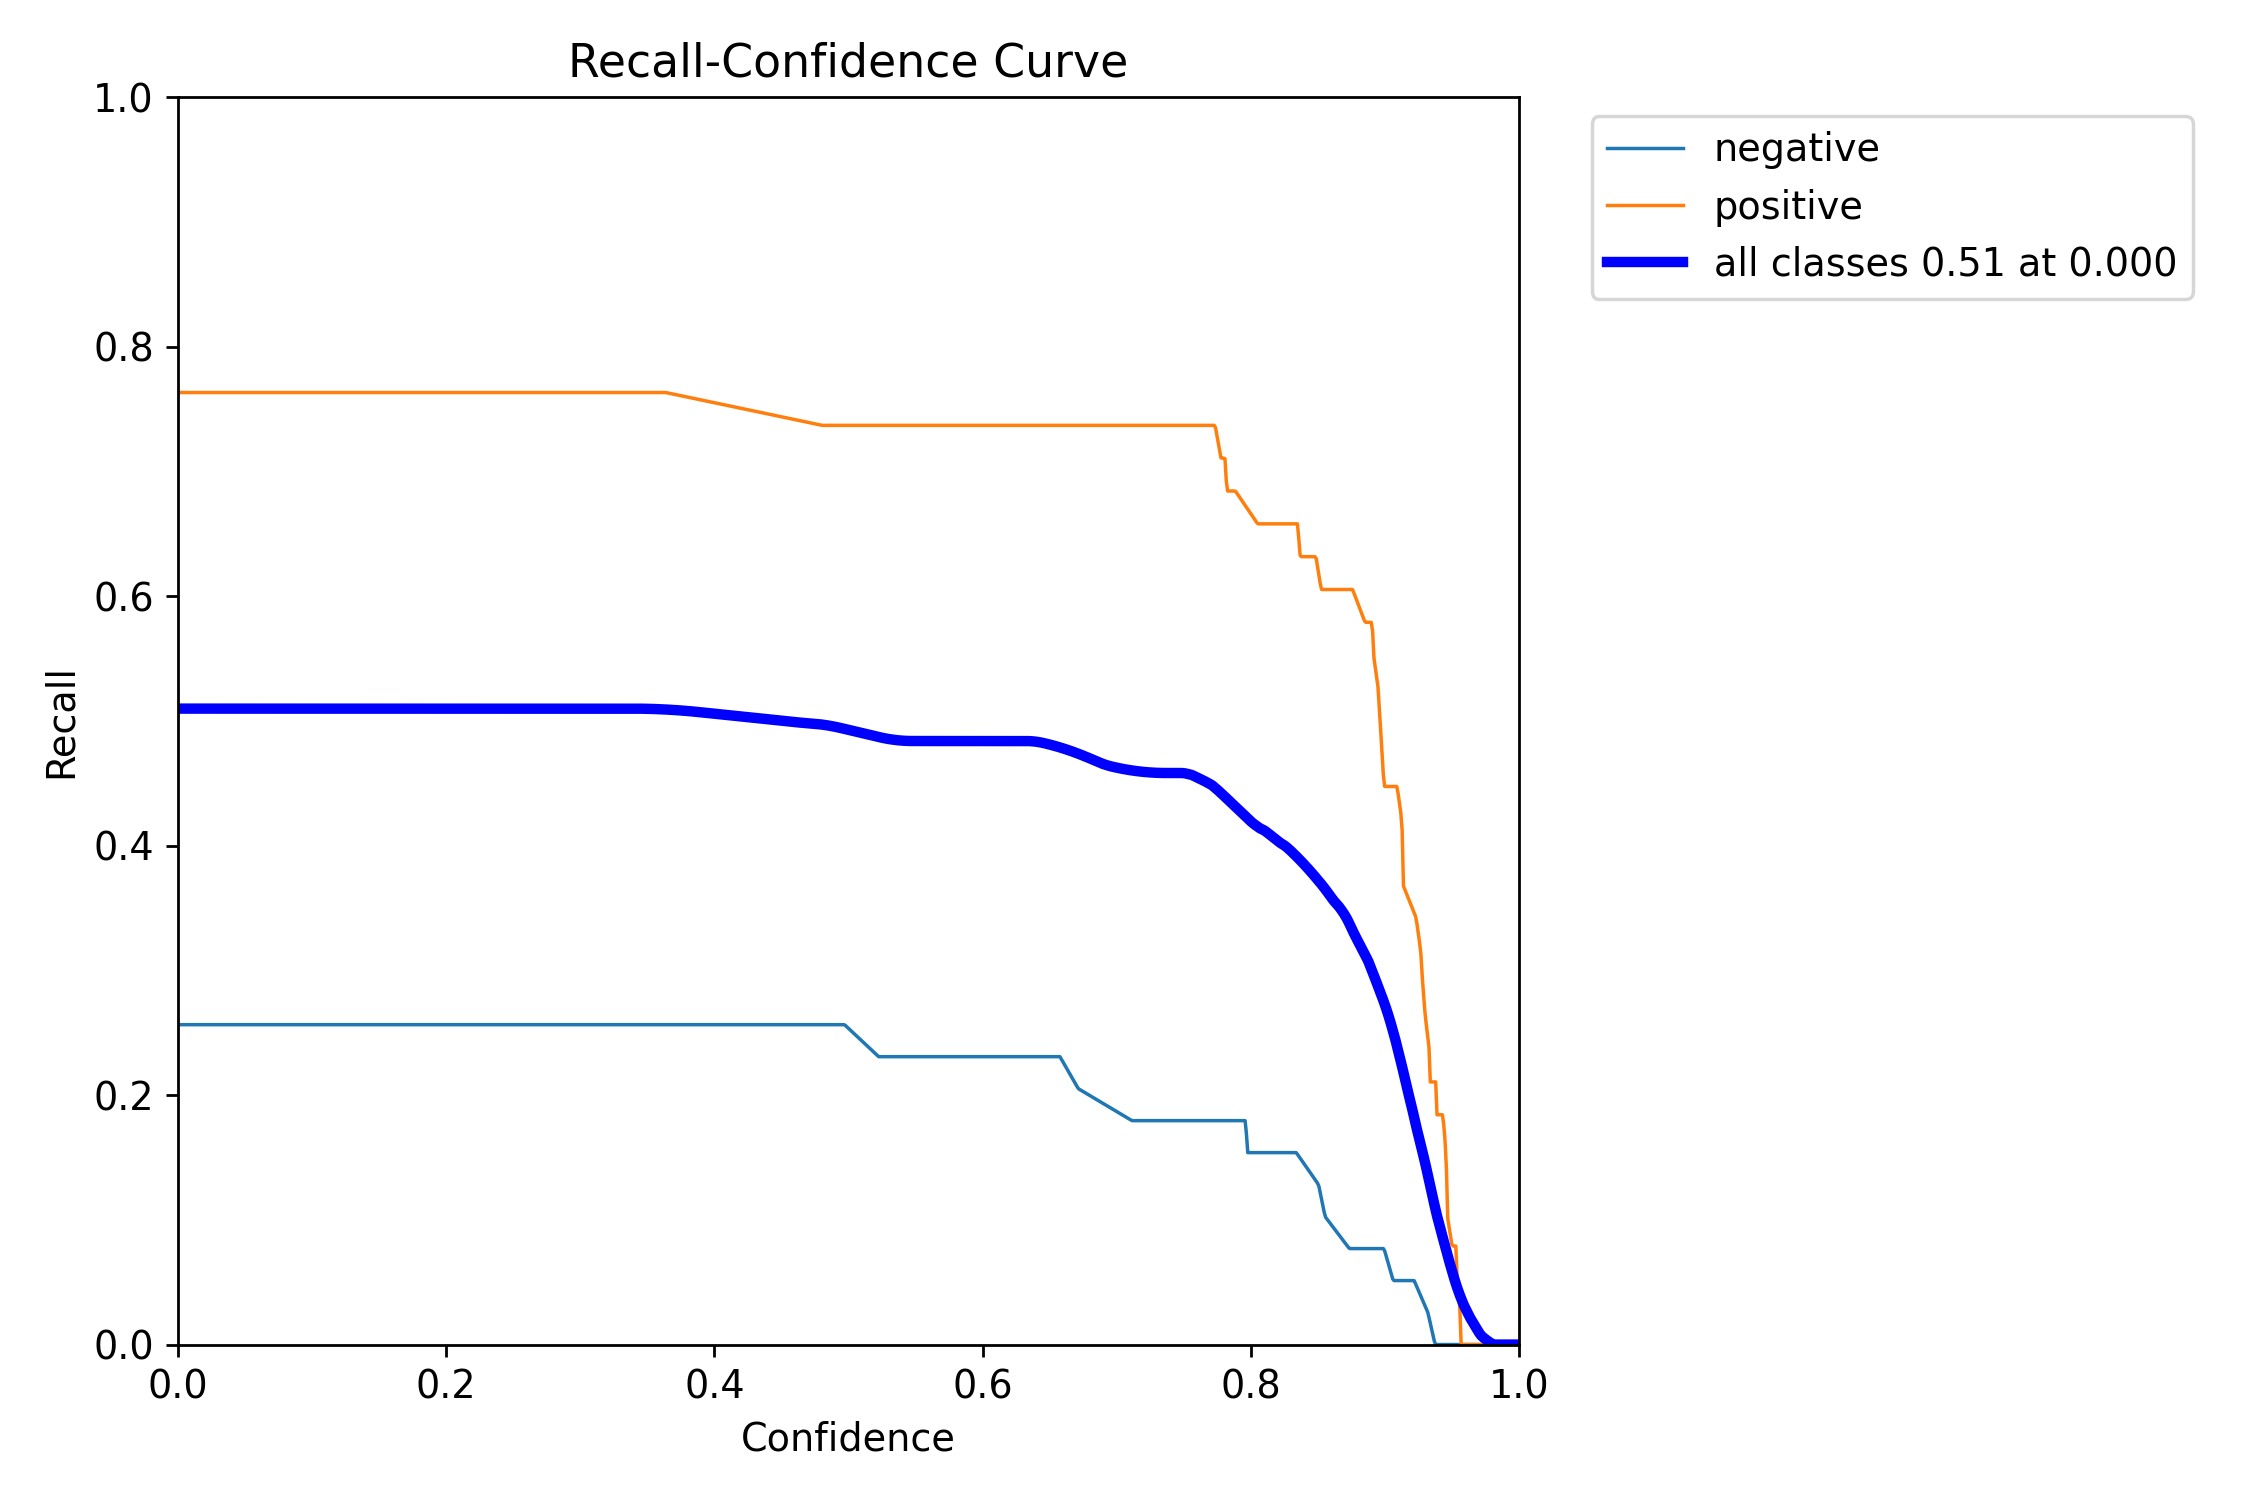 Recall-Confidence Curve
1.0
0.8
0.6
0.4
0.2
0.0
Recall
0.0 0.2 0.4 0.6 0.8 1.0
Confidence
negative
positive
all classes 0.51 at 0.000